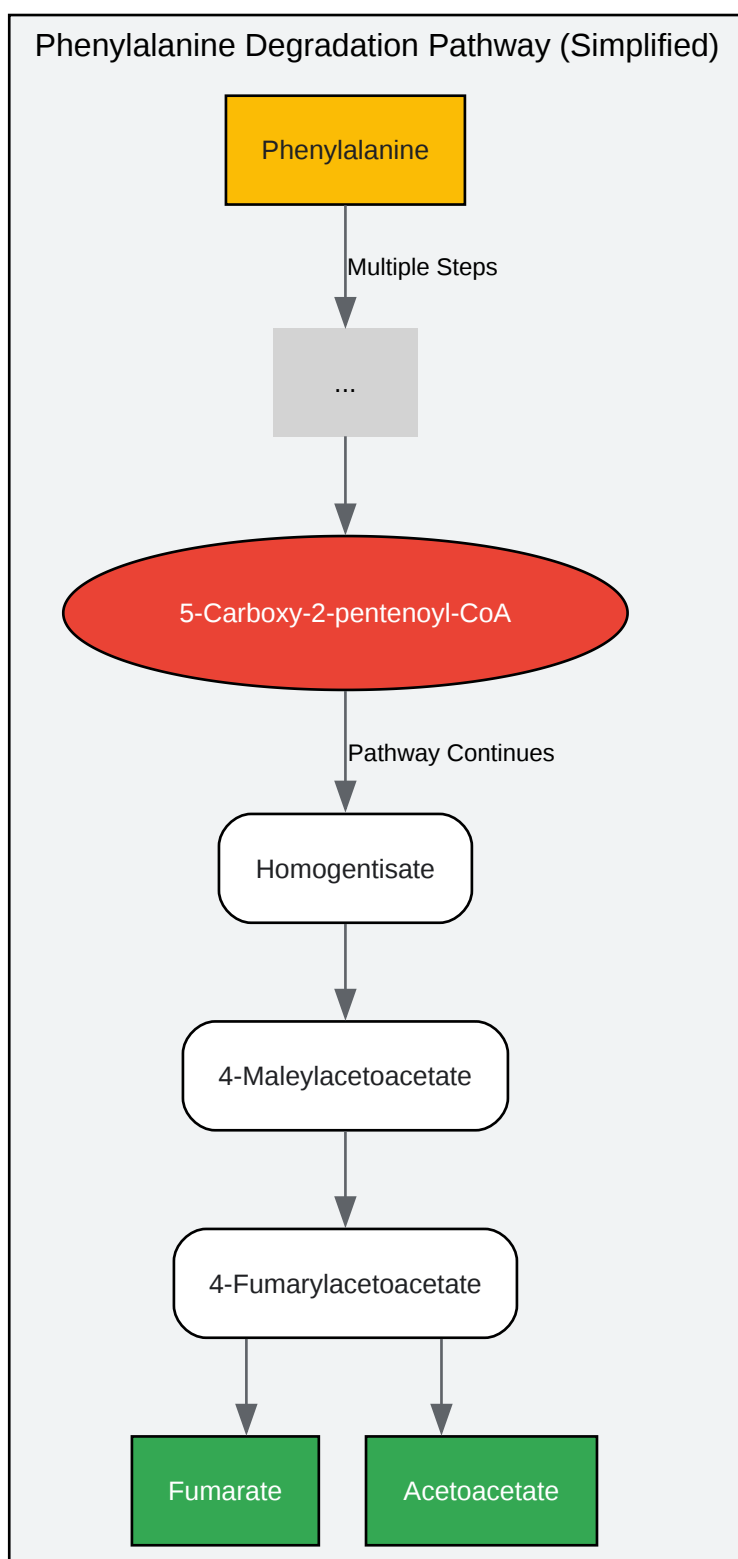 Phenylalanine Degradation Pathway (Simplified)
Phenylalanine
Multiple Steps
...
5-Carboxy-2-pentenoyl-CoA
Pathway Continues
Homogentisate
4-Maleylacetoacetate
4-Fumarylacetoacetate
Fumarate
Acetoacetate